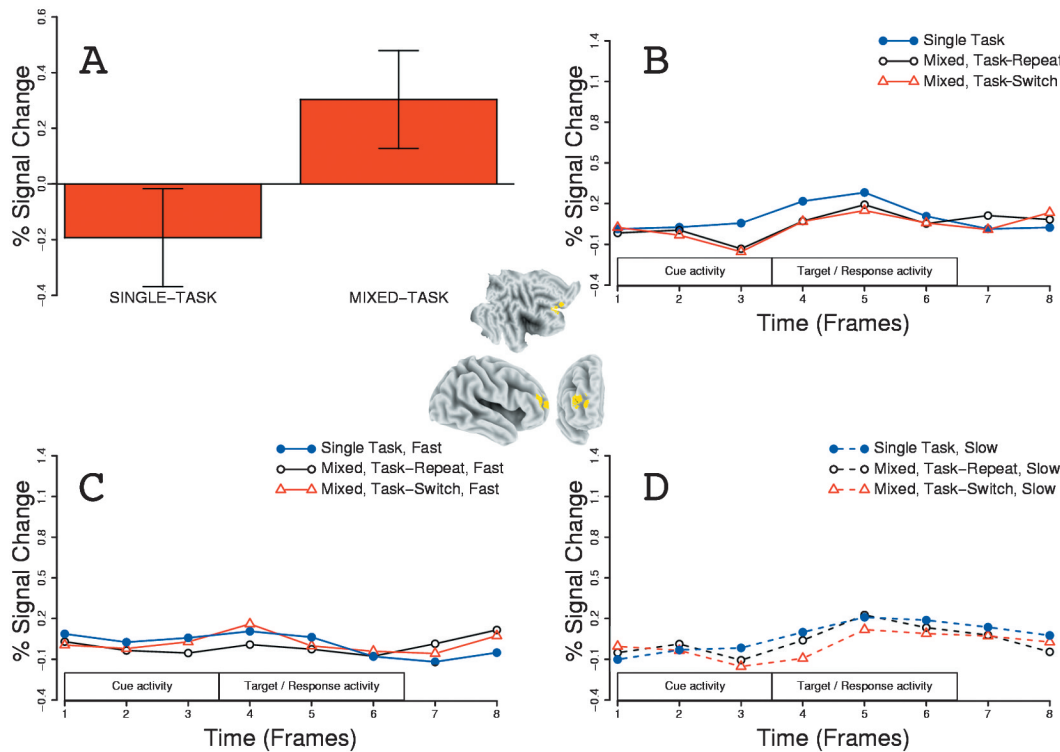 A
% Signal Change
0.6
0.4
0.2
0.0
−0.2
−0.4
SINGLE−TASK
MIXED−TASK
B
% Signal Change
1.4
1.1
0.8
0.5
0.2
−0.1
−0.4
Single Task
Mixed, Task−Repeat
Mixed, Task−Switch
Cue activity
Target / Response activity
1 2 3 4 5 6 7 8
Time (Frames)
C
% Signal Change
1.4
1.1
0.8
0.5
0.2
−0.1
−0.4
Single Task, Fast
Mixed, Task−Repeat, Fast
Mixed, Task−Switch, Fast
Cue activity
Target / Response activity
1 2 3 4 5 6 7 8
Time (Frames)
D
% Signal Change
1.4
1.1
0.8
0.5
0.2
−0.1
−0.4
Single Task, Slow
Mixed, Task−Repeat, Slow
Mixed, Task−Switch, Slow
Cue activity
Target / Response activity
1 2 3 4 5 6 7 8
Time (Frames)